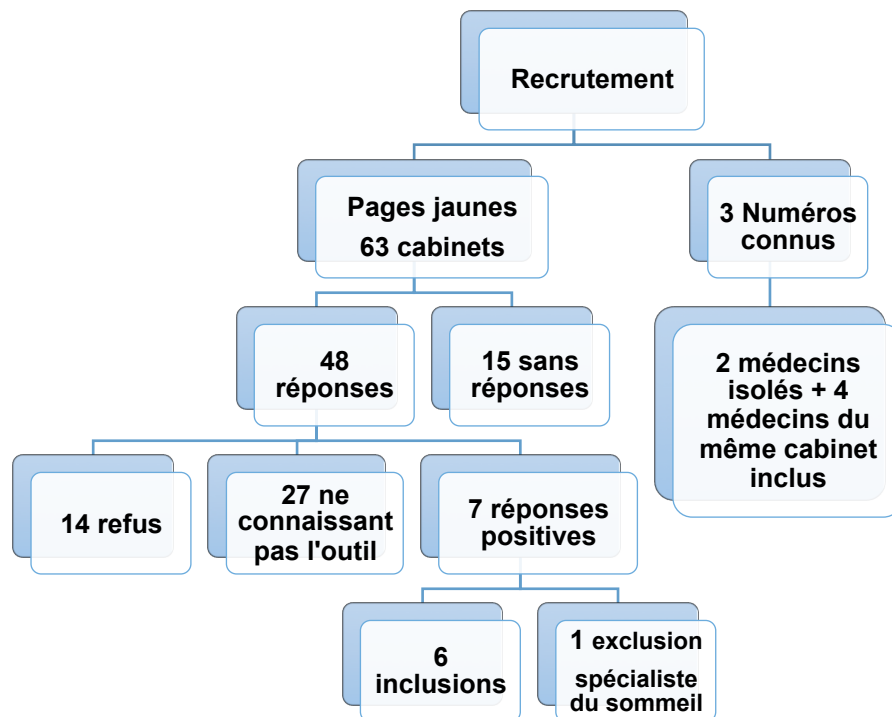 Recrutement
Pages jaunes
63 cabinets
3 Numéros
connus
48
réponses
15 sans
réponses
2 médecins
isolés + 4
médecins du
même cabinet
inclus
14 refus
27 ne
connaissant
pas l'outil
7 réponses
positives
6
inclusions
1 exclusion
spécialiste
du sommeil